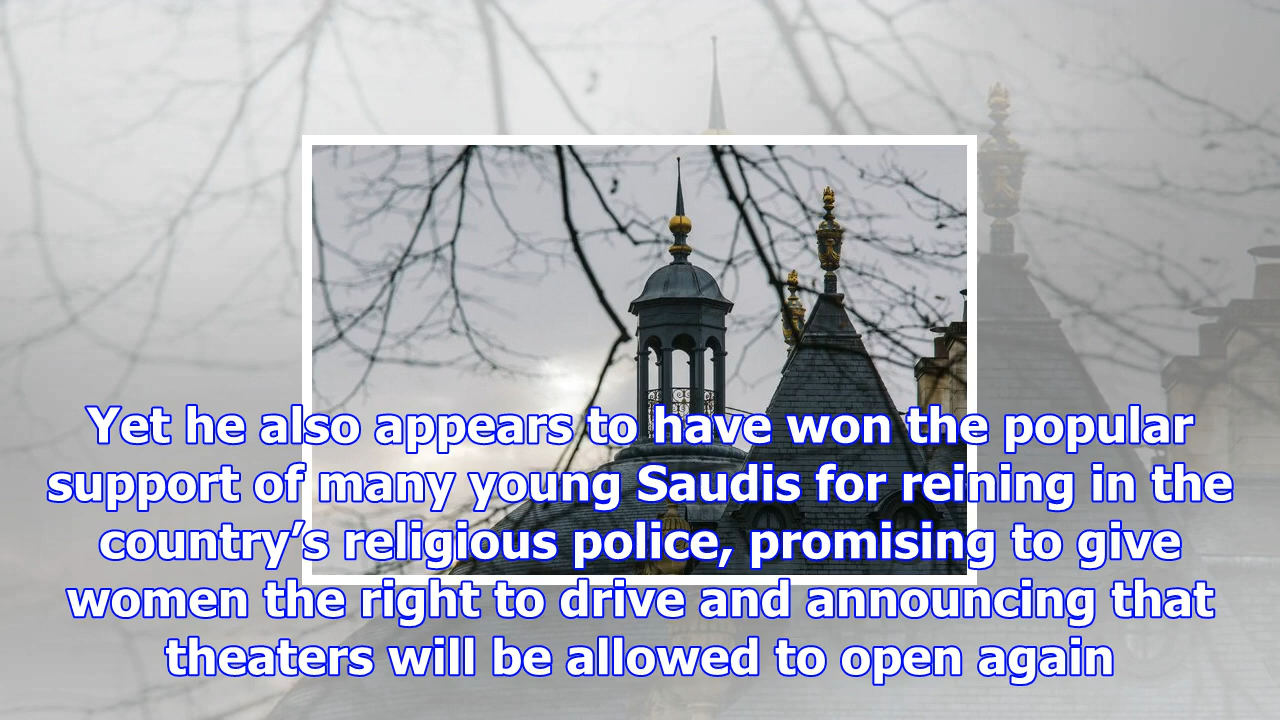 Yet he also appears to have won the popular
support of many young Saudis for reining in the
country’s religious police, promising to give
women the right to drive and announcing that
theaters will be allowed to open again